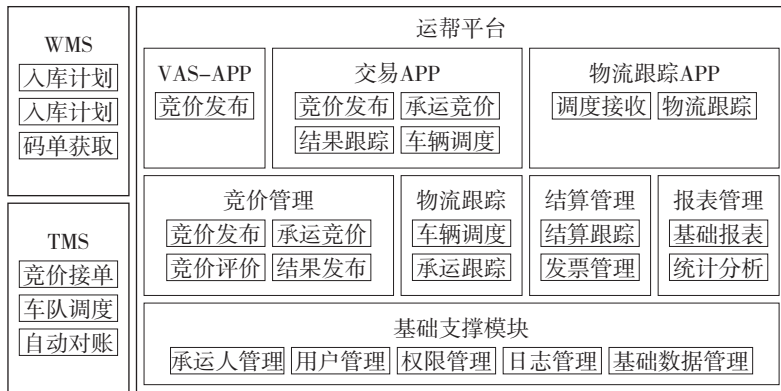 WMS
入库计划
入库计划
码单获取
TMS
竞价接单
车队调度
自动对账
运帮平台
VAS-APP
竞价发布
交易APP
竞价发布 承运竞价
结果跟踪 车辆调度
物流跟踪APP
调度接收 物流跟踪
竞价管理
竞价发布 承运竞价
竞价评价 结果发布
物流跟踪
车辆调度
承运跟踪
结算管理
结算跟踪
发票管理
报表管理
基础报表
统计分析
基础支撑模块
承运人管理 用户管理 权限管理 日志管理 基础数据管理